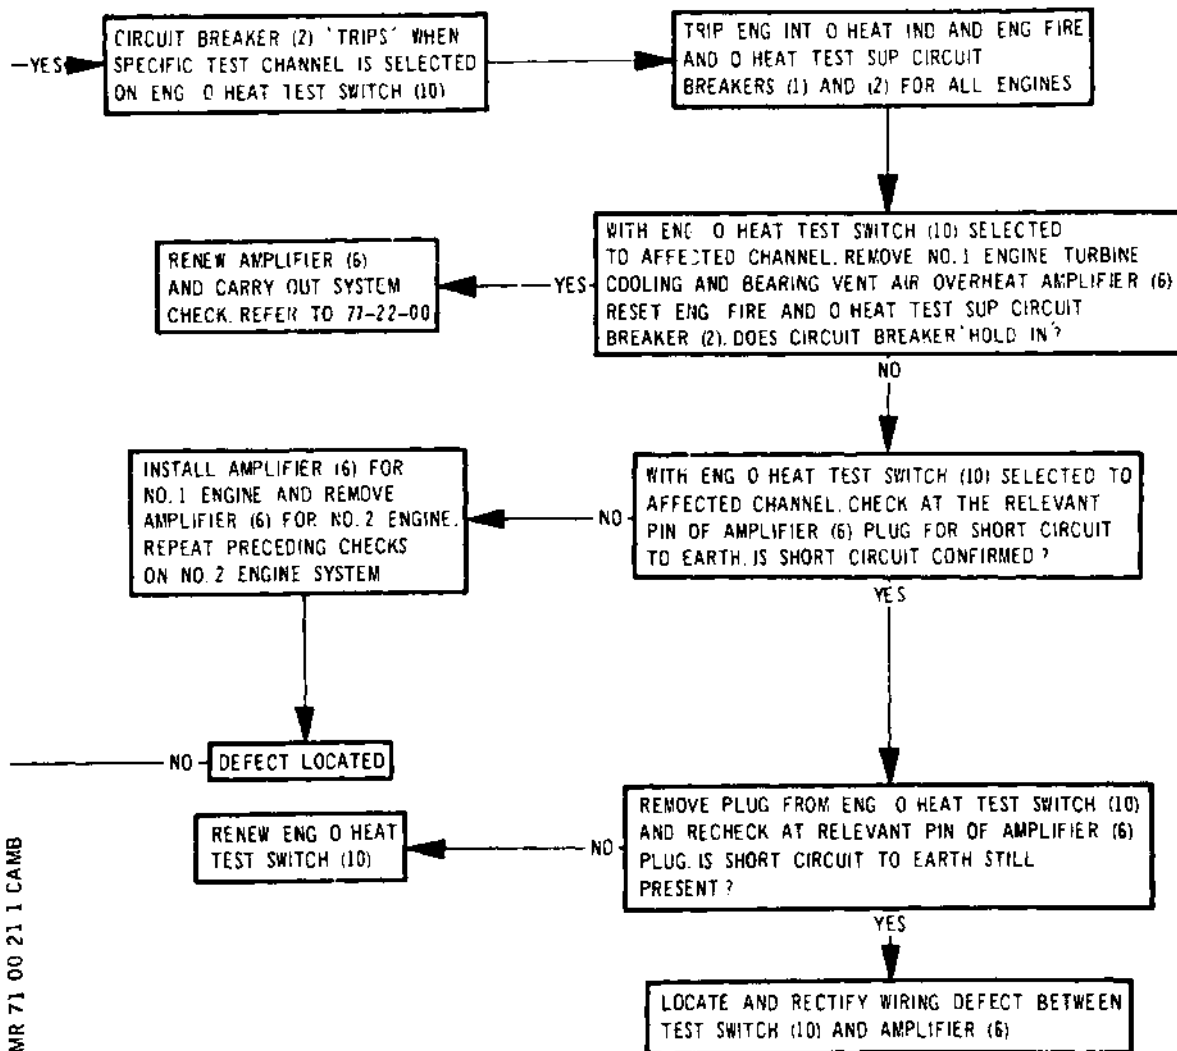 YES
CIRCUIT BREAKER (2) 'TRIPS' WHEN
SPECIFIC TEST CHANNEL IS SELECTED
ON ENG O HEAT TEST SWITCH (10)
TRIP ENG INT O HEAT IND AND ENG FIRE
AND O HEAT TEST SUP CIRCUIT
BREAKERS (1) AND (2) FOR ALL ENGINES
WITH ENG O HEAT TEST SWITCH (10) SELECTED
TO AFFECTED CHANNEL. REMOVE NO.1 ENGINE TURBINE
COOLING AND BEARING VENT AIR OVERHEAT AMPLIFIER (6)
RESET ENG FIRE AND O HEAT TEST SUP CIRCUIT
BREAKER (2). DOES CIRCUIT BREAKER 'HOLD IN'?
YES
RENEW AMPLIFIER (6)
AND CARRY OUT SYSTEM
CHECK. REFER TO 77-22-00
NO
WITH ENG O HEAT TEST SWITCH (10) SELECTED TO
AFFECTED CHANNEL. CHECK AT THE RELEVANT
PIN OF AMPLIFIER (6) PLUG FOR SHORT CIRCUIT
TO EARTH. IS SHORT CIRCUIT CONFIRMED?
NO
INSTALL AMPLIFIER (6) FOR
NO.1 ENGINE AND REMOVE
AMPLIFIER (6) FOR NO.2 ENGINE.
REPEAT PRECEDING CHECKS
ON NO.2 ENGINE SYSTEM
YES
NO
DEFECT LOCATED
REMOVE PLUG FROM ENG O HEAT TEST SWITCH (10)
AND RECHECK AT RELEVANT PIN OF AMPLIFIER (6)
PLUG. IS SHORT CIRCUIT TO EARTH STILL
PRESENT?
NO
RENEW ENG O HEAT
TEST SWITCH (10)
YES
LOCATE AND RECTIFY WIRING DEFECT BETWEEN
TEST SWITCH (10) AND AMPLIFIER (6)
MR 71 00 21 1 CAMB